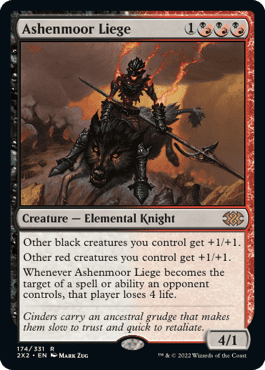 Ashenmoor Liege 1
Creature — Elemental Knight
Other black creatures you control get +1/+1.
Other red creatures you control get +1/+1.
Whenever Ashenmoor Liege becomes the
target of a spell or ability an opponent
controls, that player loses 4 life.
Cinders carry an ancestral grudge that makes
them slow to trust and quick to retaliate.
4/1
174/331 R
2X2 • EN Mark Zug
™ & © 2022 Wizards of the Coast